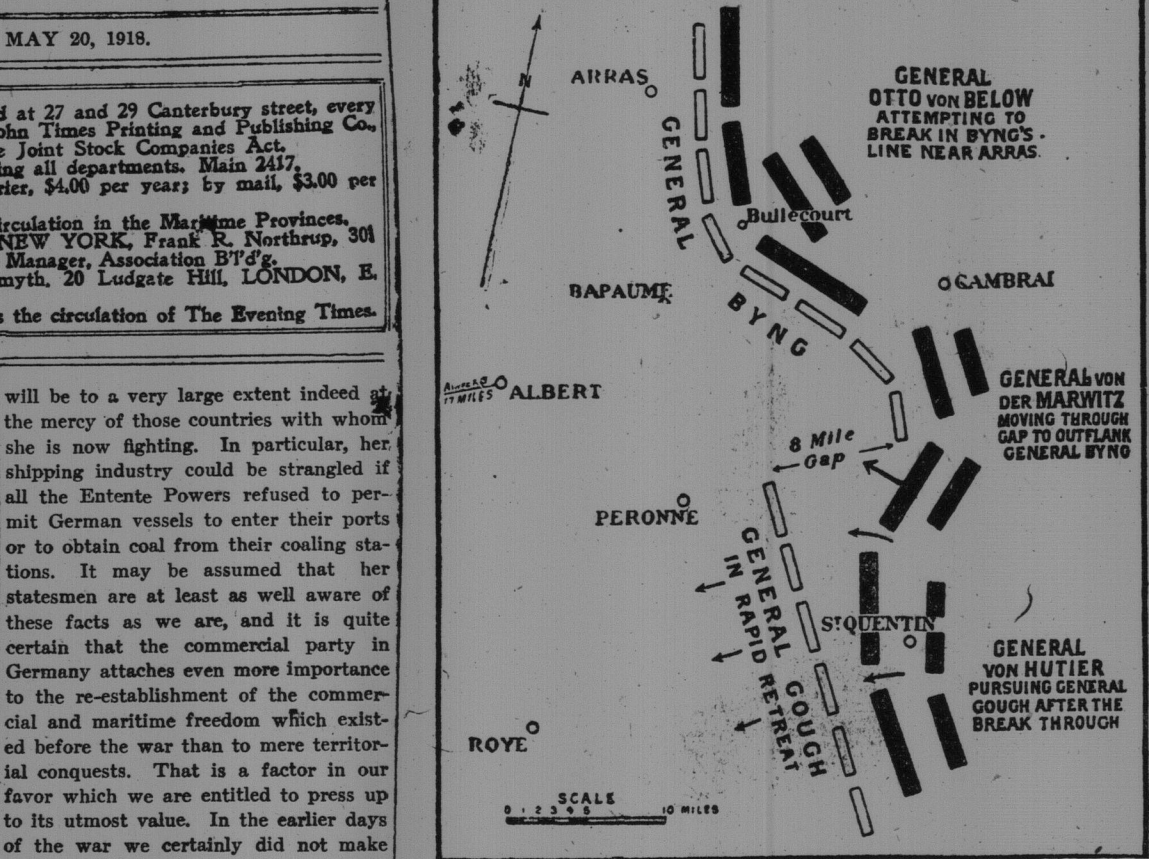 MAY 20, 1918.
d at 27 and 29 Canterbury street, every
ohn Times Printing and Publishing Co.,
e Joint Stock Companies Act.
ing all departments. Main 2417.
rier, $4.00 per year; by mail, $3.00 per
irculation in the Maritime Provinces.
NEW YORK, Frank R. Northrup, 301
Manager, Association B'l'd'g.
myth, 20 Ludgate Hill, LONDON, E.
s the circulation of The Evening Times.
will be to a very large extent indeed at
the mercy of those countries with whom
she is now fighting. In particular, her
shipping industry could be strangled if
all the Entente Powers refused to per-
mit German vessels to enter their ports
or to obtain coal from their coaling sta-
tions. It may be assumed that her
statesmen are at least as well aware of
these facts as we are, and it is quite
certain that the commercial party in
Germany attaches even more importance
to the re-establishment of the commer-
cial and maritime freedom which exist-
ed before the war than to mere territor-
ial conquests. That is a factor in our
favor which we are entitled to press up
to its utmost value. In the earlier days
of the war we certainly did not make
N
ARRAS
GENERAL
OTTO VON BELOW
ATTEMPTING TO
BREAK IN BYNG'S
LINE NEAR ARRAS.
GENERAL
BYNG
Bullecourt
BAPAUME
CAMBRAI
17 MILES
ALBERT
GENERAL VON
DER MARWITZ
MOVING THROUGH
GAP TO OUTFLANK
GENERAL BYNG
8 Mile
Gap
PERONNE
GENERAL GOUGH
IN RAPID RETREAT
ST QUENTIN
GENERAL
VON HUTIER
PURSUING GENERAL
GOUGH AFTER THE
BREAK THROUGH
ROYE
SCALE
0 1 2 3 4 5 10 MILES